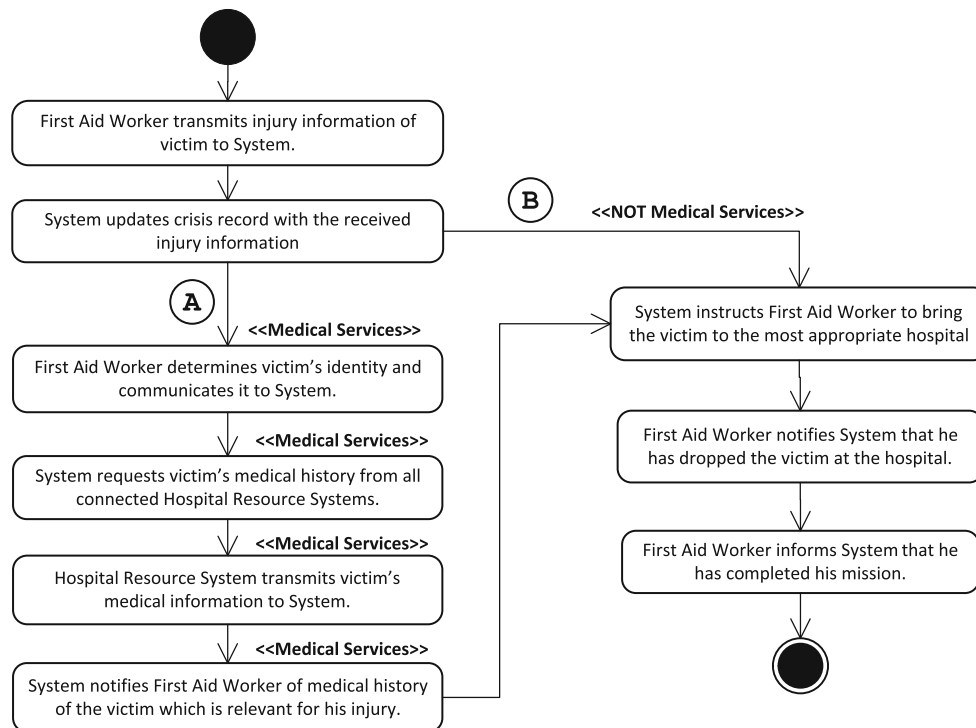 First Aid Worker transmits injury information of
victim to System.
System updates crisis record with the received
injury information
B
<<NOT Medical Services>>
A
<<Medical Services>>
First Aid Worker determines victim’s identity and
communicates it to System.
<<Medical Services>>
System requests victim’s medical history from all
connected Hospital Resource Systems.
<<Medical Services>>
Hospital Resource System transmits victim’s
medical information to System.
<<Medical Services>>
System notifies First Aid Worker of medical history
of the victim which is relevant for his injury.
System instructs First Aid Worker to bring
the victim to the most appropriate hospital
First Aid Worker notifies System that he
has dropped the victim at the hospital.
First Aid Worker informs System that he
has completed his mission.